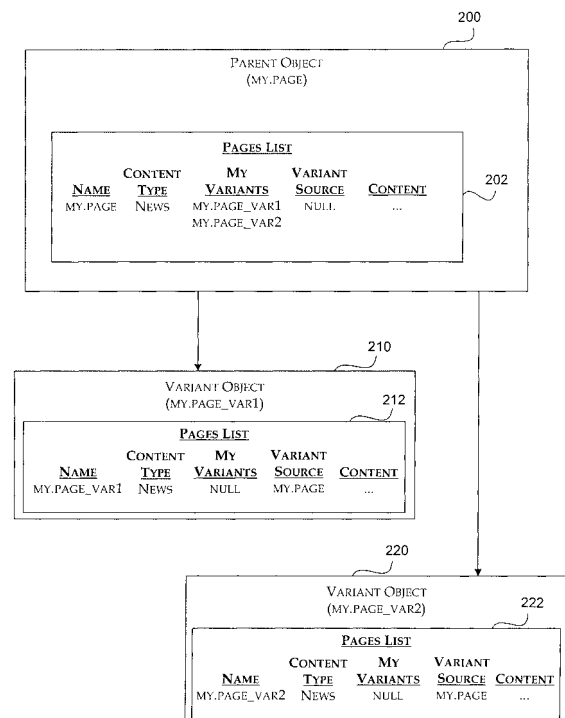 200
PARENT OBJECT
(MY.PAGE)
PAGES LIST
CONTENT MY VARIANT
NAME TYPE VARIANTS SOURCE CONTENT
MY.PAGE NEWS MY.PAGE_VAR1 NULL ...
MY.PAGE_VAR2
202
210
VARIANT OBJECT
(MY.PAGE_VAR1)
212
PAGES LIST
CONTENT MY VARIANT
NAME TYPE VARIANTS SOURCE CONTENT
MY.PAGE_VAR1 NEWS NULL MY.PAGE ...
220
VARIANT OBJECT
(MY.PAGE_VAR2)
222
PAGES LIST
CONTENT MY VARIANT
NAME TYPE VARIANTS SOURCE CONTENT
MY.PAGE_VAR2 NEWS NULL MY.PAGE ...